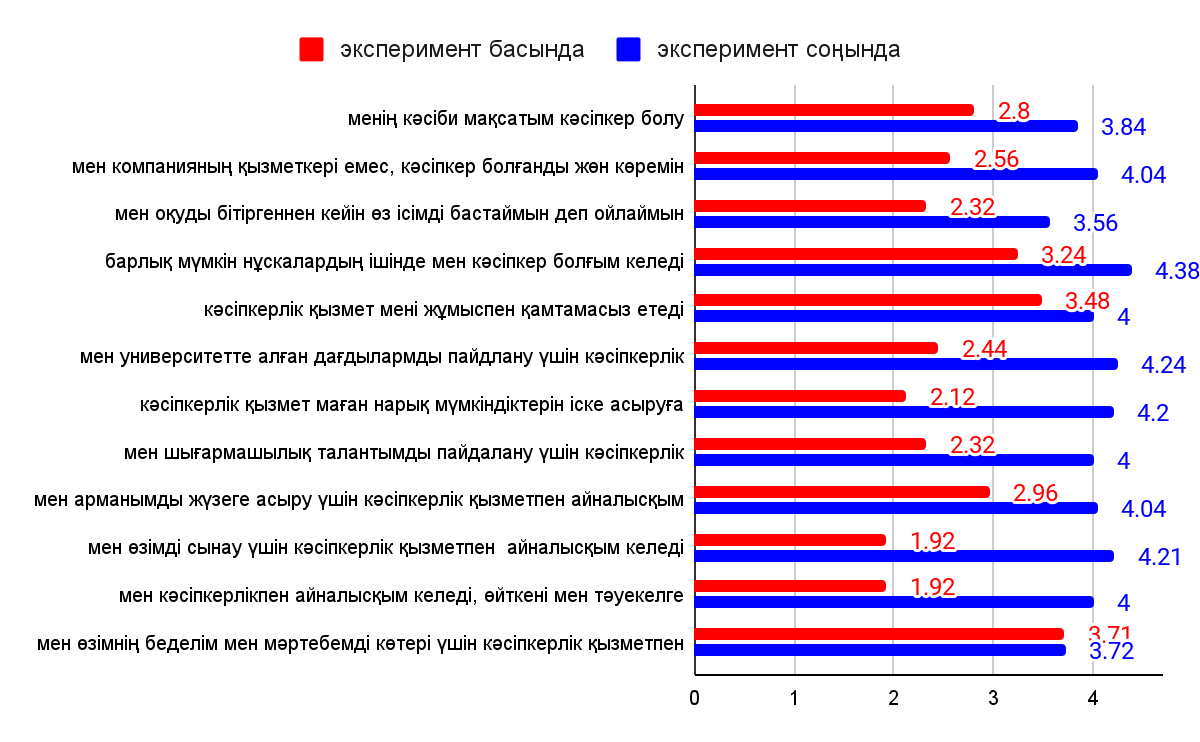 эксперимент басында эксперимент соңында
менің кәсіби мақсатым кәсіпкер болу 2.8 3.84
мен компанияның қызметкері емес, кәсіпкер болғанды жөн көремін 2.56 4.04
мен оқуды бітіргеннен кейін өз ісімді бастаймын деп ойлаймын 2.32 3.56
барлық мүмкін нұскалардың ішінде мен кәсіпкер болғым келеді 3.24 4.38
кәсіпкерлік қызмет мені жұмыспен қамтамасыз етеді 3.48 4
мен университетте алған дағдылармды пайдлану үшін кәсіпкерлік 2.44 4.24
кәсіпкерлік қызмет маған нарық мүмкіндіктерін іске асыруға 2.12 4.2
мен шығармашылық талантымды пайдалану үшін кәсіпкерлік 2.32 4
мен арманымды жүзеге асыру үшін кәсіпкерлік қызметпен айналысқым 2.96 4.04
мен өзімді сынау үшін кәсіпкерлік қызметпен  айналысқым келеді 1.92 4.21
мен кәсіпкерлікпен айналысқым келеді, өйткені мен тәуекелге 1.92 4
мен өзімнің беделім мен мәртебемді көтері үшін кәсіпкерлік қызметпен 3.71 3.72
0 1 2 3 4